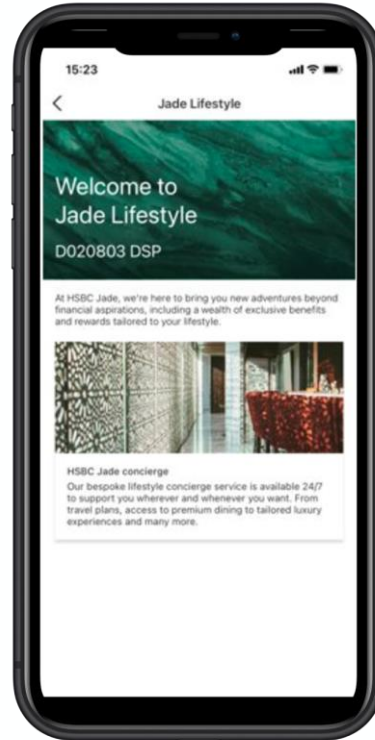 15:23
Jade Lifestyle
Welcome to
Jade Lifestyle
D020803 DSP
At HSBC Jade, we're here to bring you new adventures beyond
financial aspirations, including a wealth of exclusive benefits
and rewards tailored to your lifestyle.
HSBC Jade concierge
Our bespoke lifestyle concierge service is available 24/7
to support you wherever and whenever you want. From
travel plans, access to premium dining to tailored luxury
experiences and many more.